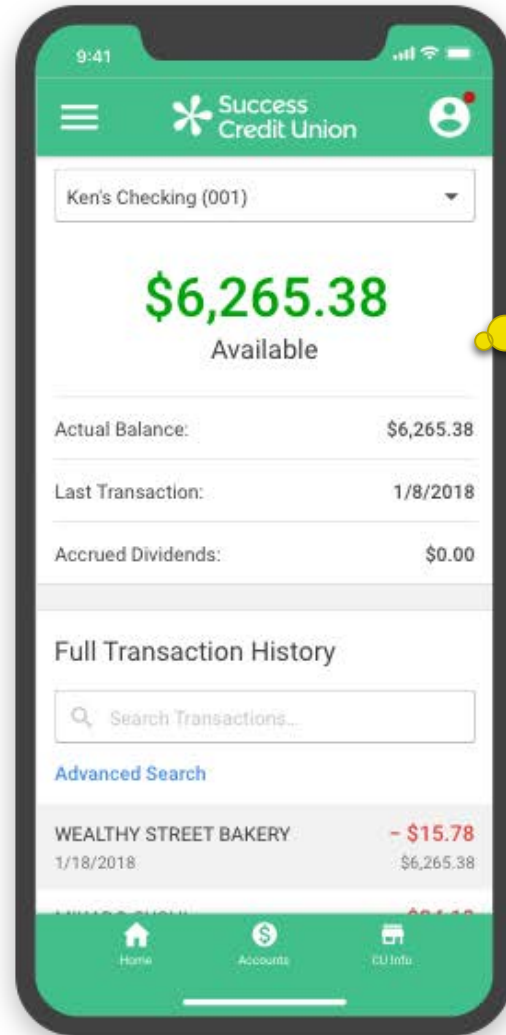 9:41
Success
Credit Union
Ken's Checking (001)
$6,265.38
Available
Actual Balance: $6,265.38
Last Transaction: 1/8/2018
Accrued Dividends: $0.00
Full Transaction History
Search Transactions...
Advanced Search
WEALTHY STREET BAKERY - $15.78
1/18/2018 $6,265.38
Home Accounts CU Info